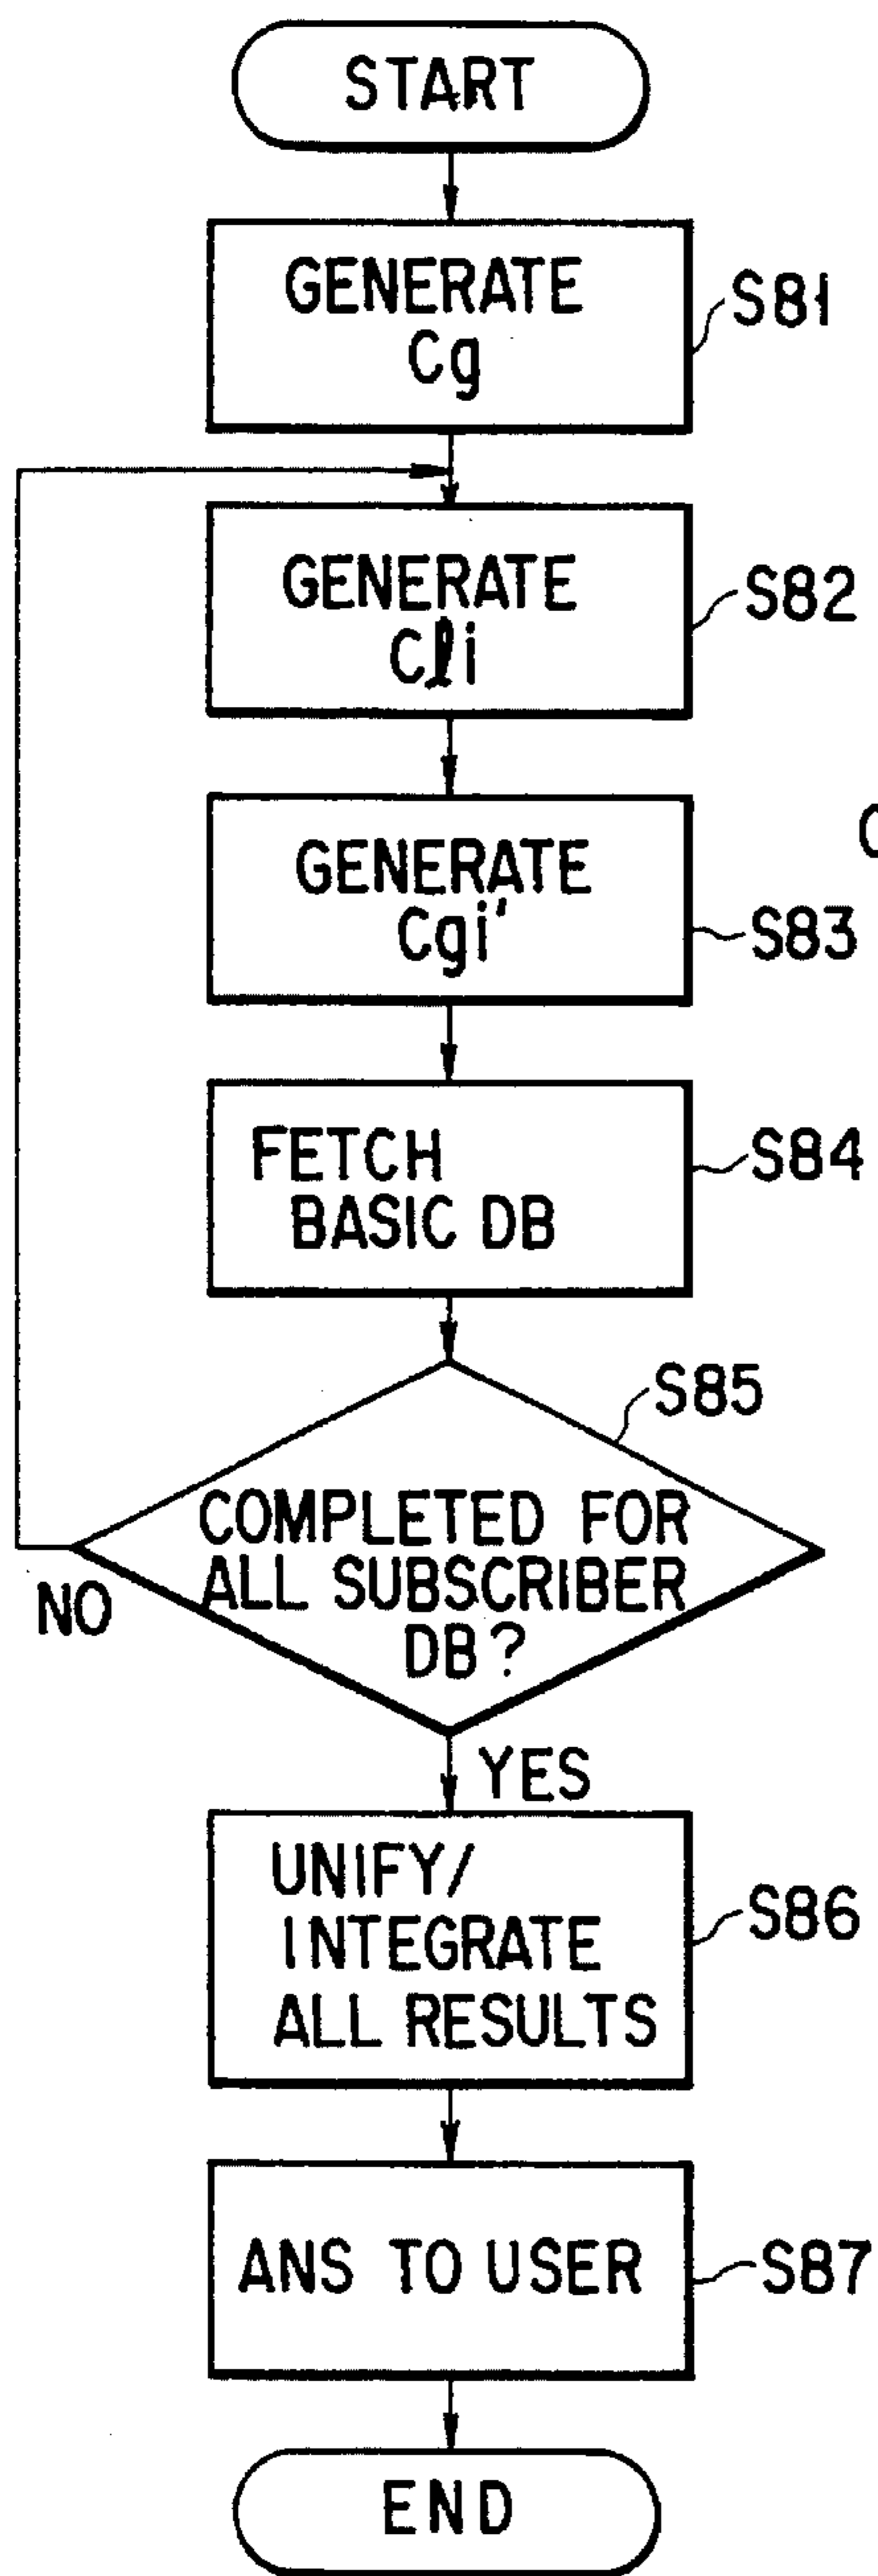 START
GENERATE
Cg
S81
GENERATE
Cℓi
S82
GENERATE
Cgi'
S83
FETCH
BASIC DB
S84
S85
COMPLETED FOR
ALL SUBSCRIBER
DB?
NO
YES
UNIFY/
INTEGRATE
ALL RESULTS
S86
ANS TO USER
S87
END